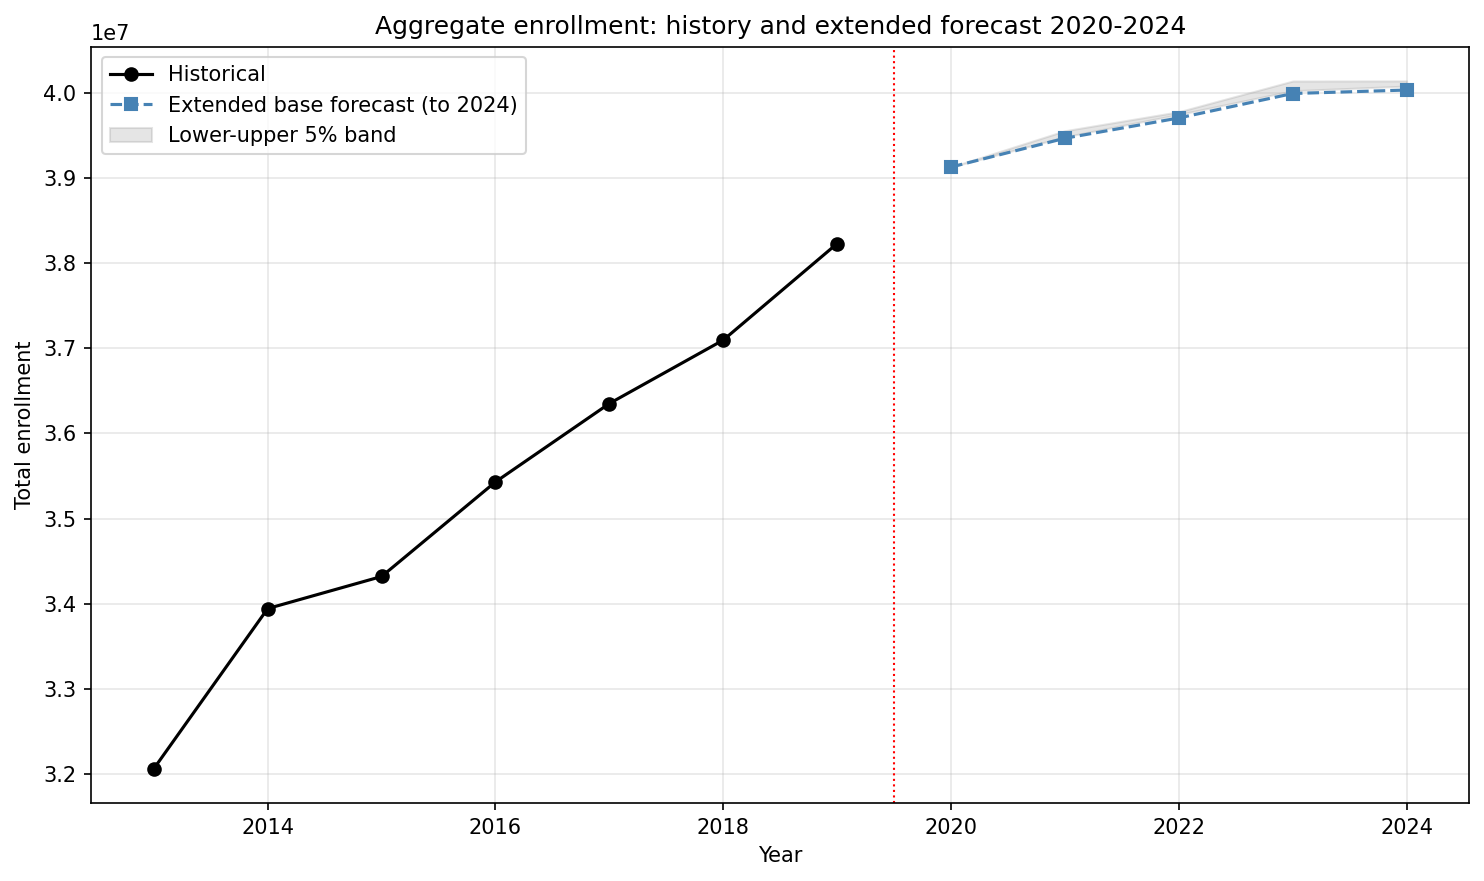 Aggregate enrollment: history and extended forecast 2020-2024
1e7
Historical
Extended base forecast (to 2024)
Lower-upper 5% band
4.0
3.9
3.8
3.7
3.6
3.5
3.4
3.3
3.2
Total enrollment
2014
2016
2018
2020
2022
2024
Year